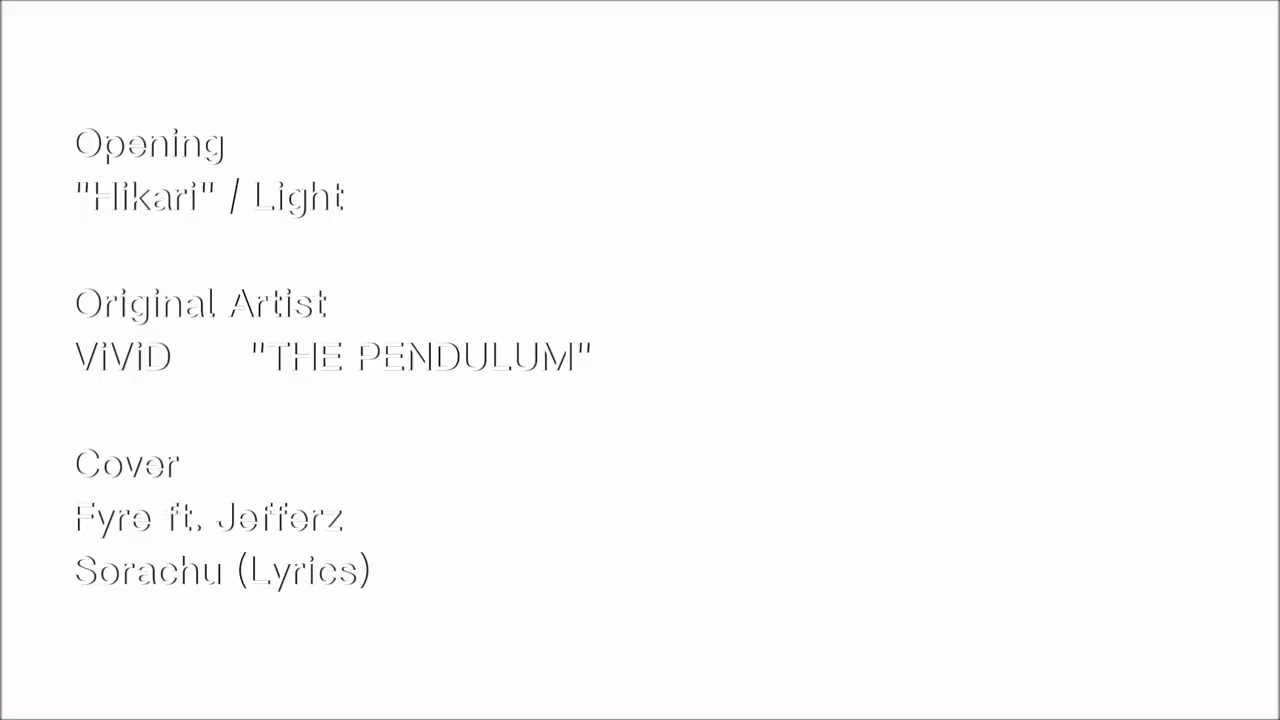 Opening
"Hikari" / Light
Original Artist
ViViD "THE PENDULUM"
Cover
Fyre ft. Jefferz
Sorachu (Lyrics)